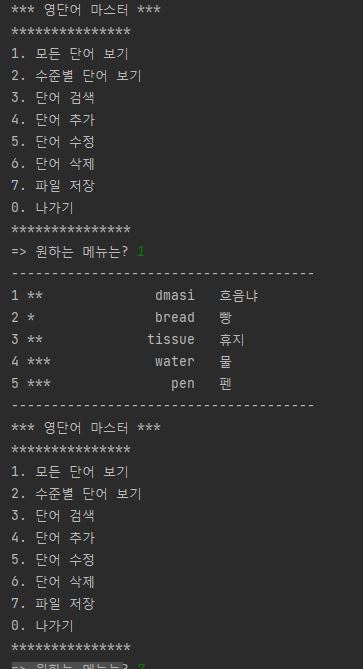 *** 영단어 마스터 ***
***************
1. 모든 단어 보기
2. 수준별 단어 보기
3. 단어 검색
4. 단어 추가
5. 단어 수정
6. 단어 삭제
7. 파일 저장
0. 나가기
***************
=> 원하는 메뉴는? 1
--------------------------------------
1 ** dmasi 흐음냐
2 * bread 빵
3 ** tissue 휴지
4 *** water 물
5 *** pen 펜
--------------------------------------
*** 영단어 마스터 ***
***************
1. 모든 단어 보기
2. 수준별 단어 보기
3. 단어 검색
4. 단어 추가
5. 단어 수정
6. 단어 삭제
7. 파일 저장
0. 나가기
***************
=> 원하는 메뉴는?